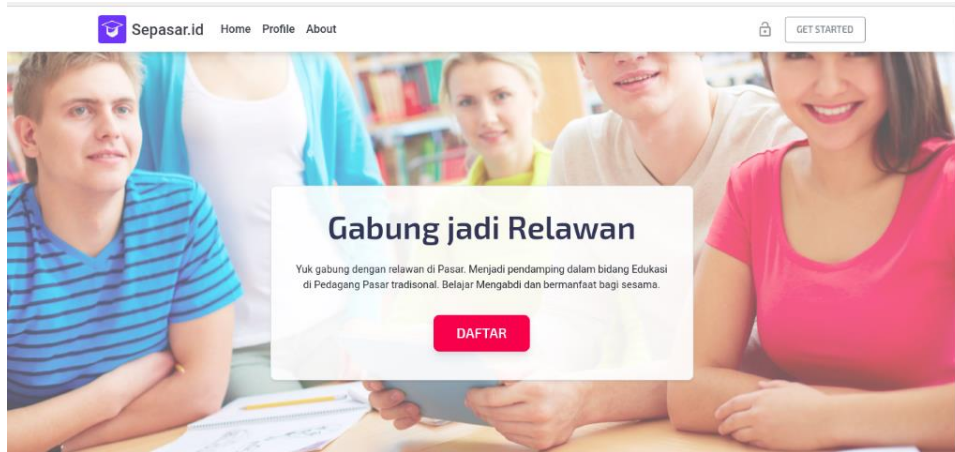 Sepasar.id Home Profile About GET STARTED
Gabung jadi Relawan
Yuk gabung dengan relawan di Pasar. Menjadi pendamping dalam bidang Edukasi
di Pedagang Pasar tradisonal. Belajar Mengabdi dan bermanfaat bagi sesama.
DAFTAR